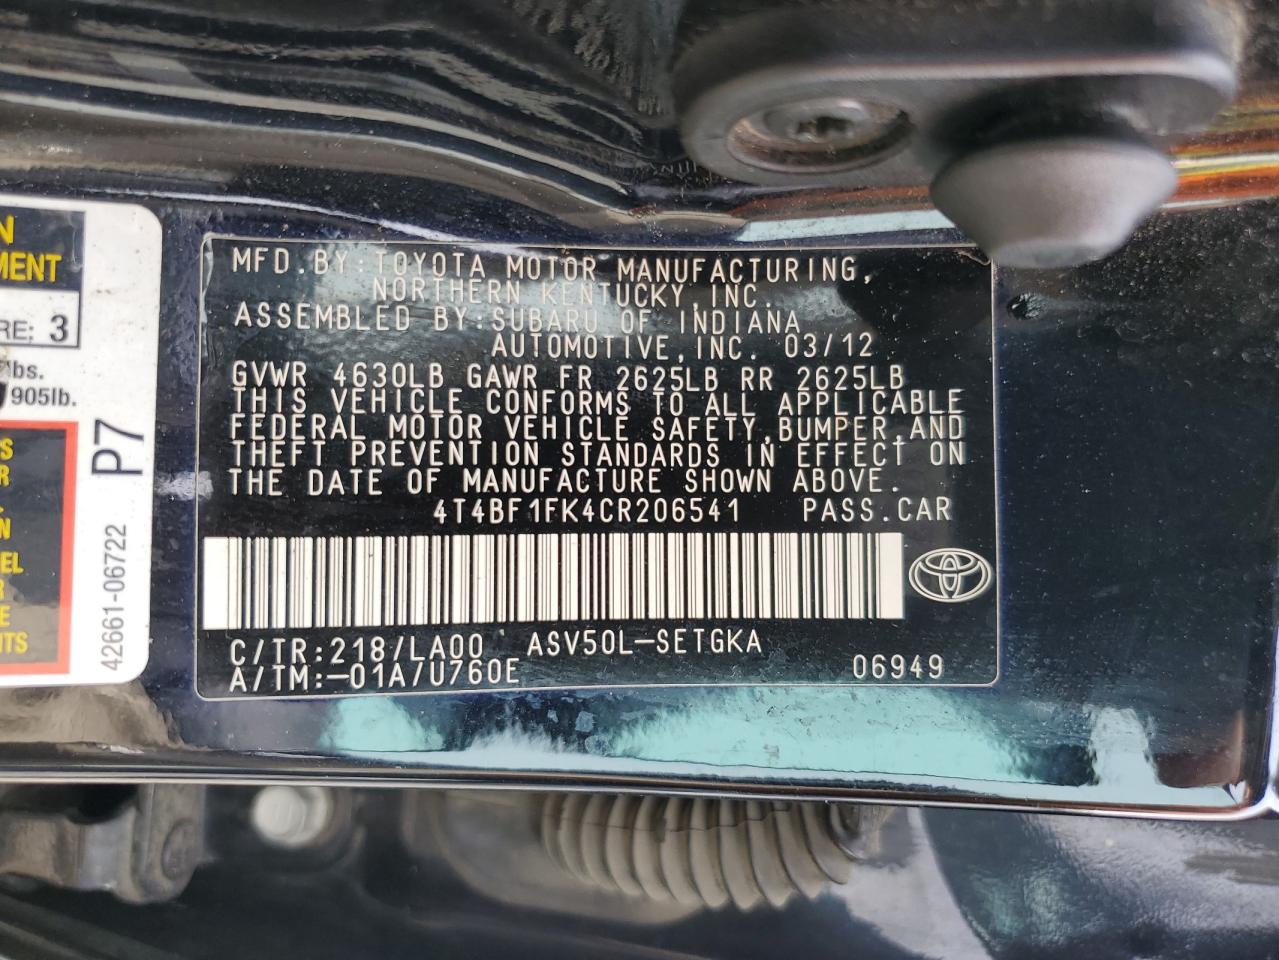 N
MENT
RE: 3
lbs.
905lb.
S
R
N
EL
R
E
NTS
P7
42661-06722
MFD.BY:TOYOTA MOTOR MANUFACTURING,
NORTHERN KENTUCKY,INC.
ASSEMBLED BY:SUBARU OF INDIANA
AUTOMOTIVE,INC. 03/12
GVWR 4630LB GAWR FR 2625LB RR 2625LB
THIS VEHICLE CONFORMS TO ALL APPLICABLE
FEDERAL MOTOR VEHICLE SAFETY,BUMPER,AND
THEFT PREVENTION STANDARDS IN EFFECT ON
THE DATE OF MANUFACTURE SHOWN ABOVE.
4T4BF1FK4CR206541 PASS.CAR
C/TR:218/LA00 ASV50L-SETGKA
A/TM:-01A/U760E 06949